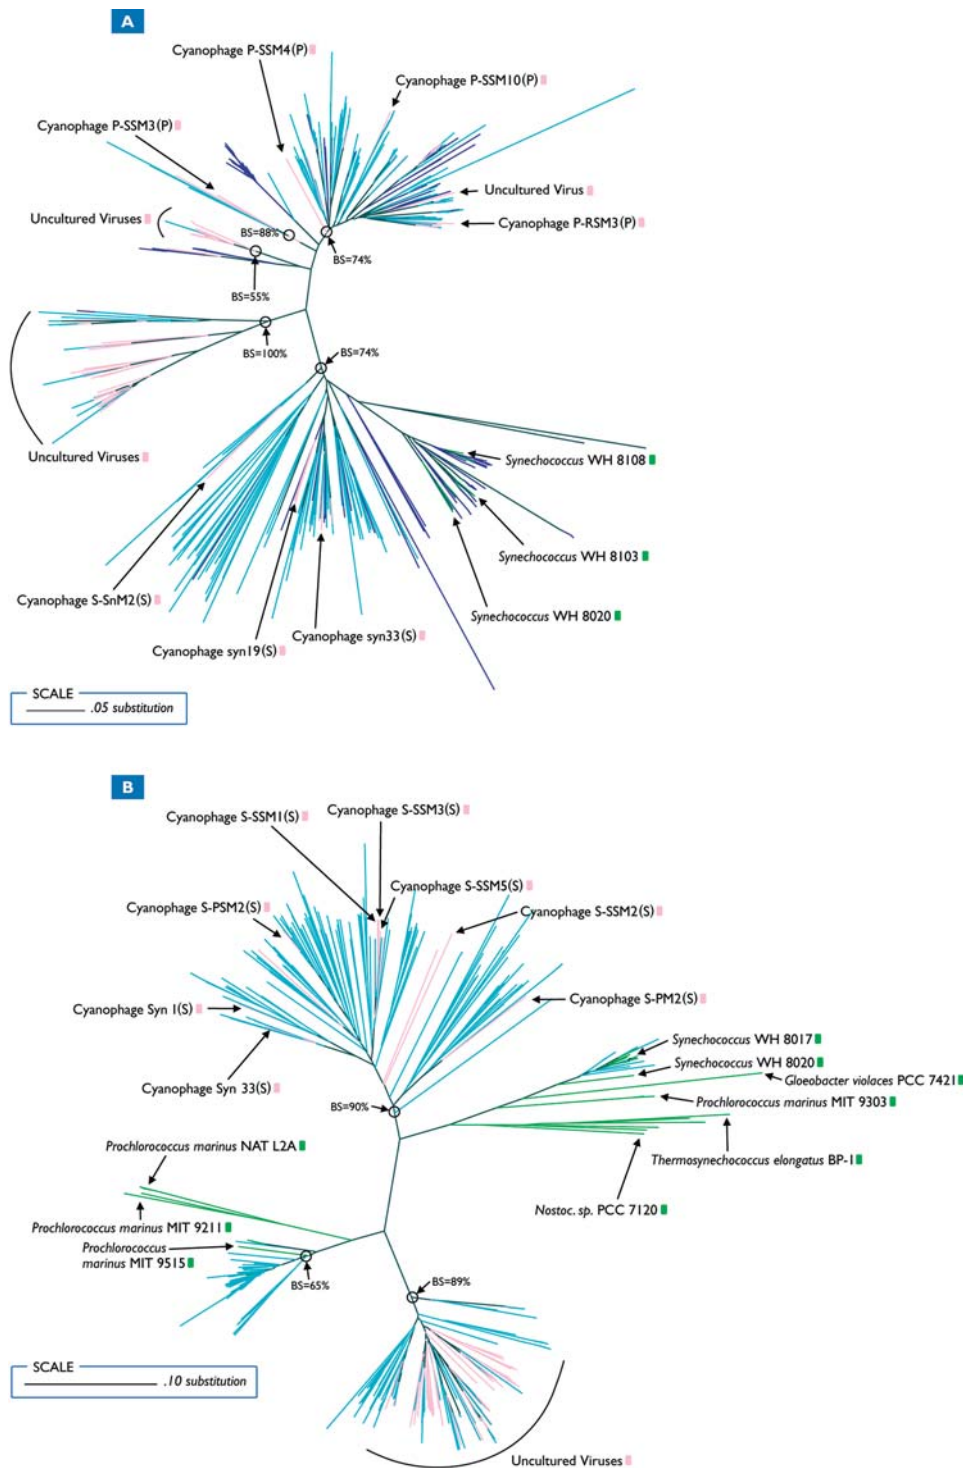 A
Cyanophage P-SSM4(P)
Cyanophage P-SSM10(P)
Cyanophage P-SSM3(P)
Uncultured Virus
Uncultured Viruses
Cyanophage P-RSM3(P)
BS=88%
BS=74%
BS=55%
BS=100%
BS=74%
Uncultured Viruses
Synechococcus WH 8108
Synechococcus WH 8103
Cyanophage S-SnM2(S)
Synechococcus WH 8020
Cyanophage syn33(S)
Cyanophage syn19(S)
SCALE
.05 substitution
B
Cyanophage S-SSM3(S)
Cyanophage S-SSM1(S)
Cyanophage S-SSM5(S)
Cyanophage S-PSM2(S)
Cyanophage S-SSM2(S)
Cyanophage Syn 1(S)
Cyanophage S-PM2(S)
Synechococcus WH 8017
Synechococcus WH 8020
Gloeobacter violaces PCC 7421
Cyanophage Syn 33(S)
Prochlorococcus marinus MIT 9303
BS=90%
Prochlorococcus marinus NAT L2A
Thermosynechococcus elongatus BP-1
Nostoc. sp. PCC 7120
Prochlorococcus marinus MIT 9211
Prochlorococcus
marinus MIT 9515
BS=65%
BS=89%
SCALE
.10 substitution
Uncultured Viruses